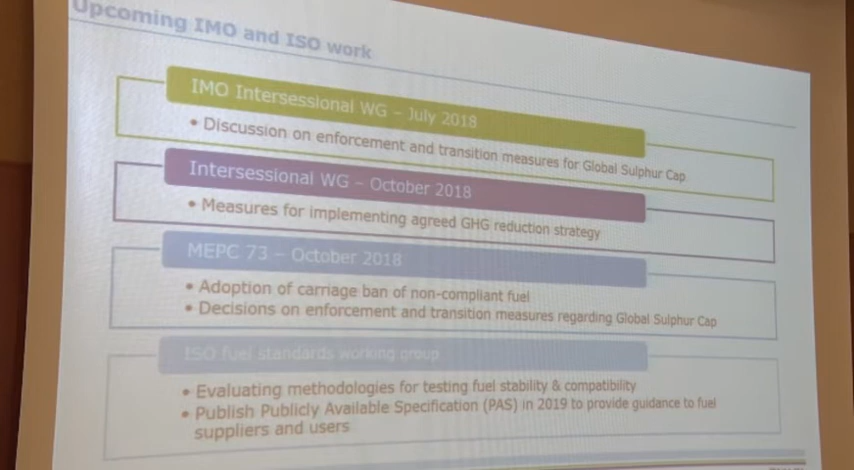 Upcoming IMO and ISO work
IMO Intersessional WG – July 2018
• Discussion on enforcement and transition measures for Global Sulphur Cap
Intersessional WG – October 2018
• Measures for implementing agreed GHG reduction strategy
MEPC 73 – October 2018
• Adoption of carriage ban of non-compliant fuel
• Decisions on enforcement and transition measures regarding Global Sulphur Cap
ISO fuel standards working group
• Evaluating methodologies for testing fuel stability & compatibility
• Publish Publicly Available Specification (PAS) in 2019 to provide guidance to fuel
suppliers and users